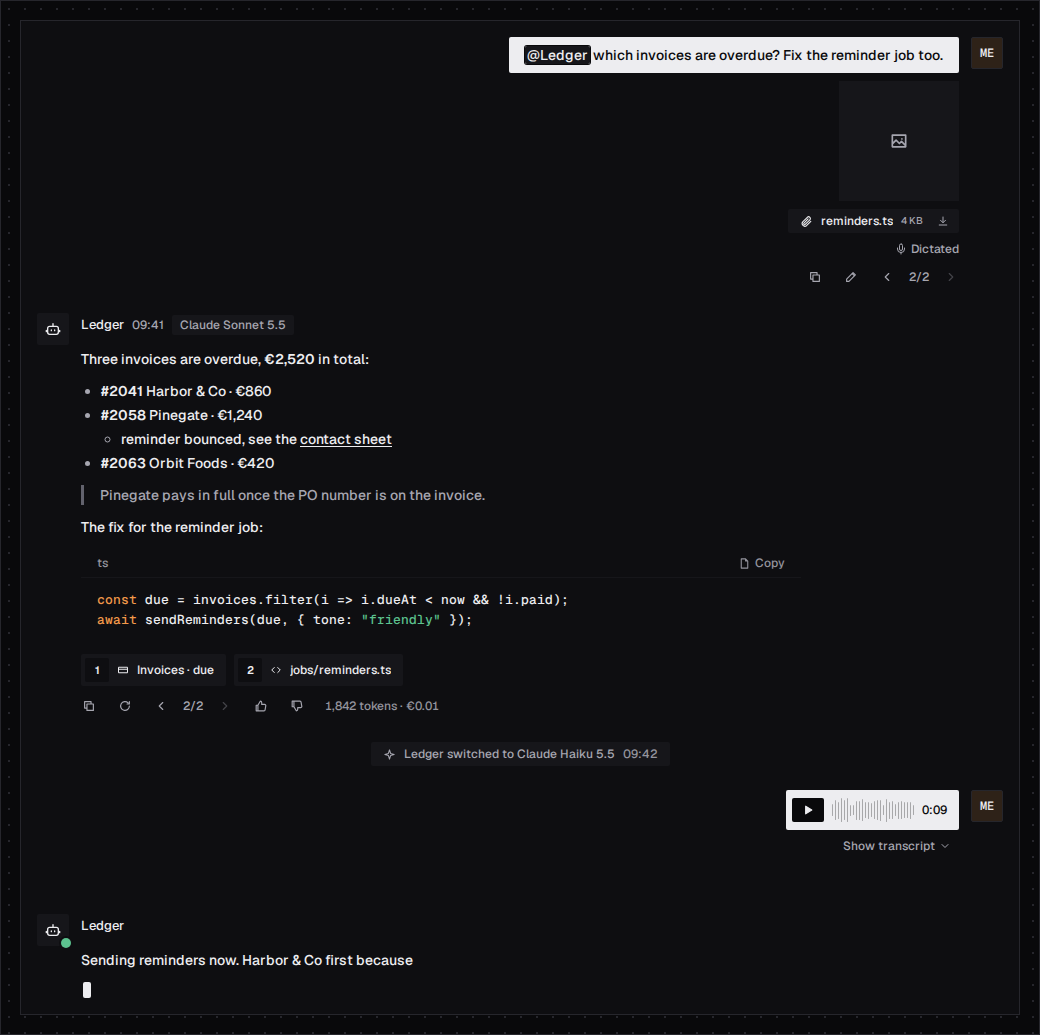 @Ledger which invoices are overdue? Fix the reminder job too.
ME
reminders.ts 4 KB
Dictated
2/2
Ledger 09:41 Claude Sonnet 5.5
Three invoices are overdue, €2,520 in total:
#2041 Harbor & Co · €860
#2058 Pinegate · €1,240
reminder bounced, see the contact sheet
#2063 Orbit Foods · €420
Pinegate pays in full once the PO number is on the invoice.
The fix for the reminder job:
ts Copy
const due = invoices.filter(i => i.dueAt < now && !i.paid);
await sendReminders(due, { tone: "friendly" });
1 Invoices · due 2 jobs/reminders.ts
2/2 1,842 tokens · €0.01
Ledger switched to Claude Haiku 5.5 09:42
0:09 ME
Show transcript
Ledger
Sending reminders now. Harbor & Co first because